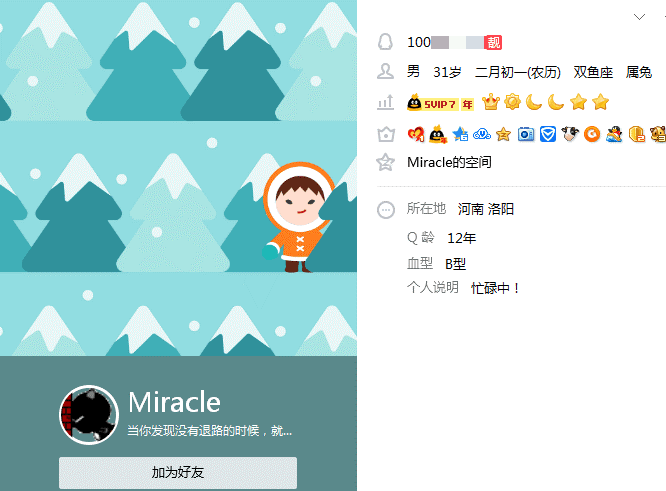 Miracle
当你发现没有退路的时候，就...
加为好友
100 靓
男 31岁 二月初一(农历) 双鱼座 属兔
SVIP7 年
Miracle的空间
所在地 河南 洛阳
Q 龄 12年
血型 B型
个人说明 忙碌中！